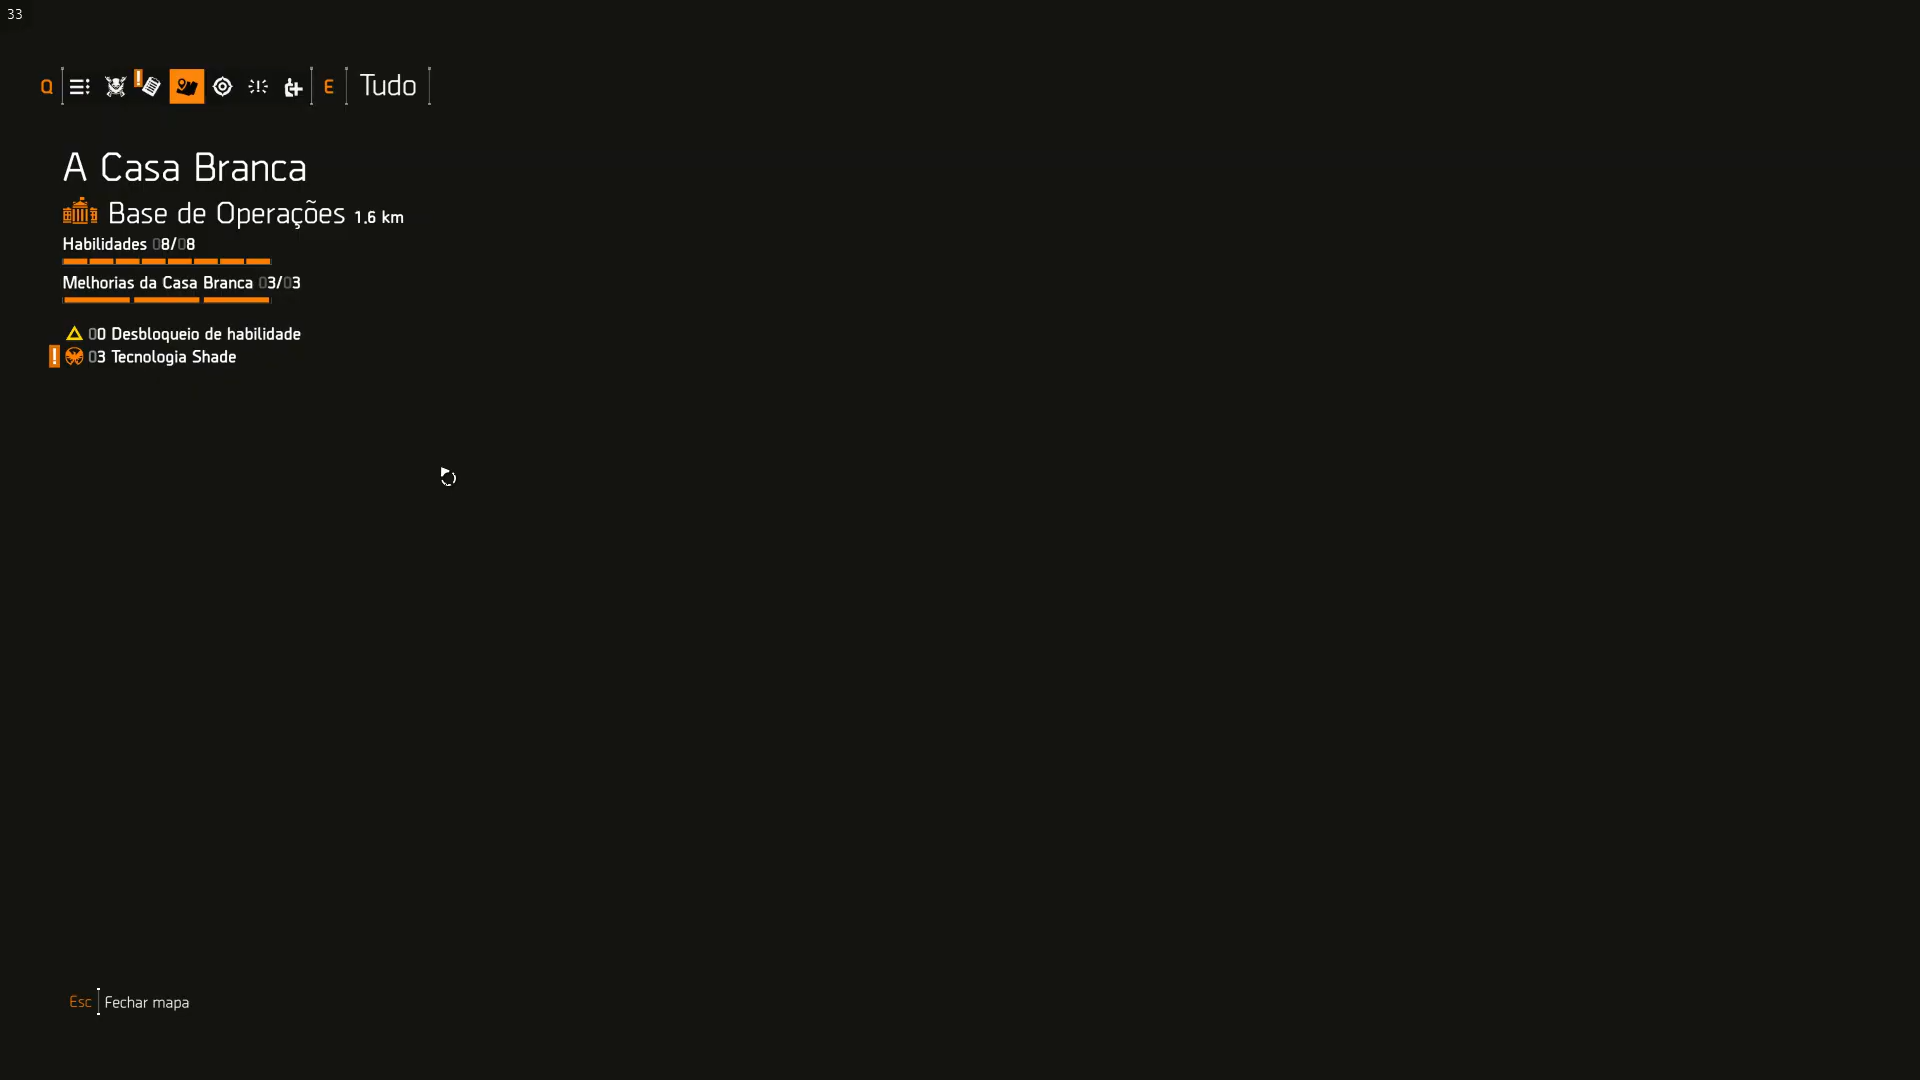 33
Q E Tudo
A Casa Branca
Base de Operações 1.6 km
Habilidades 08/08
Melhorias da Casa Branca 03/03
00 Desbloqueio de habilidade
! 03 Tecnologia Shade
Esc Fechar mapa